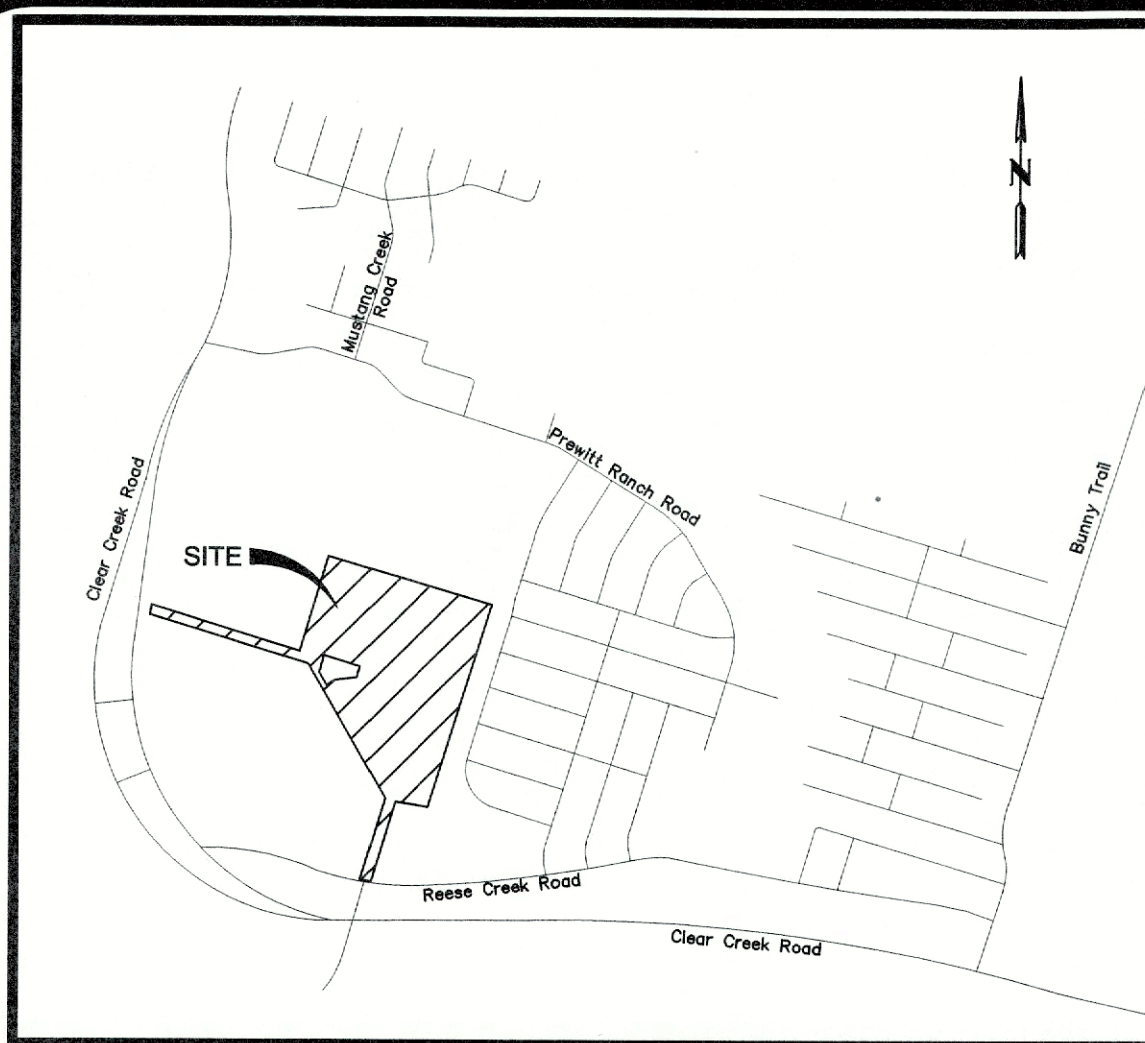 N
Mustang Creek
Road
Prewitt Ranch Road
Clear Creek Road
Bunny Trail
SITE
Reese Creek Road
Clear Creek Road